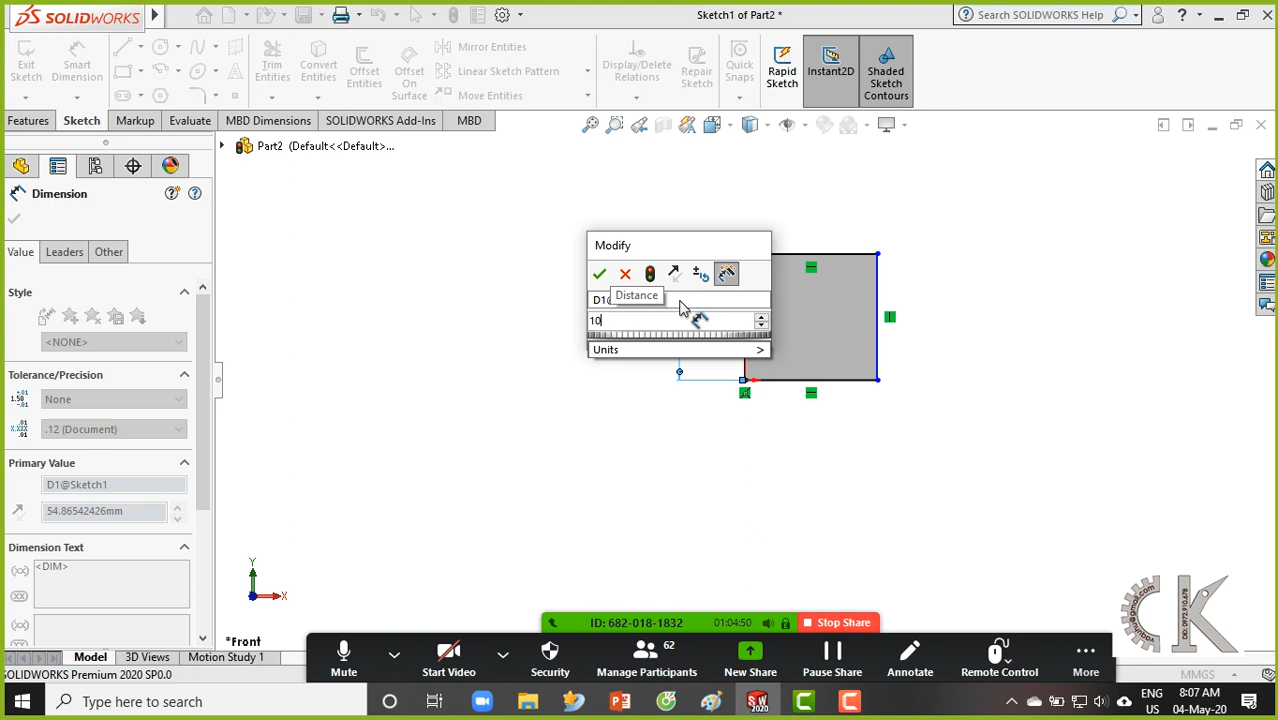 SOLIDWORKS
Sketch1 of Part2 *
Search SOLIDWORKS Help
?
Exit Sketch
Smart Dimension
Trim Entities
Convert Entities
Offset Entities
Offset On Surface
Mirror Entities
Linear Sketch Pattern
Move Entities
Display/Delete Relations
Repair Sketch
Quick Snaps
Rapid Sketch
Instant2D
Shaded Sketch Contours
Features
Sketch
Markup
Evaluate
MBD Dimensions
SOLIDWORKS Add-Ins
MBD
Part2 (Default<<Default>...
Dimension
Value
Leaders
Other
Style
<NONE>
Tolerance/Precision
None
.12 (Document)
Primary Value
D1@Sketch1
54.86542426mm
Dimension Text
<DIM>
Modify
Distance
10
Units
Y
X
*Front
Model
3D Views
Motion Study 1
SOLIDWORKS Premium 2020 SP0.0
MMGS
ID: 682-018-1832
01:04:50
Stop Share
Mute
Start Video
Security
62
Manage Participants
New Share
Pause Share
Annotate
Remote Control
More
Type here to search
ENG
US
8:07 AM
04-May-20